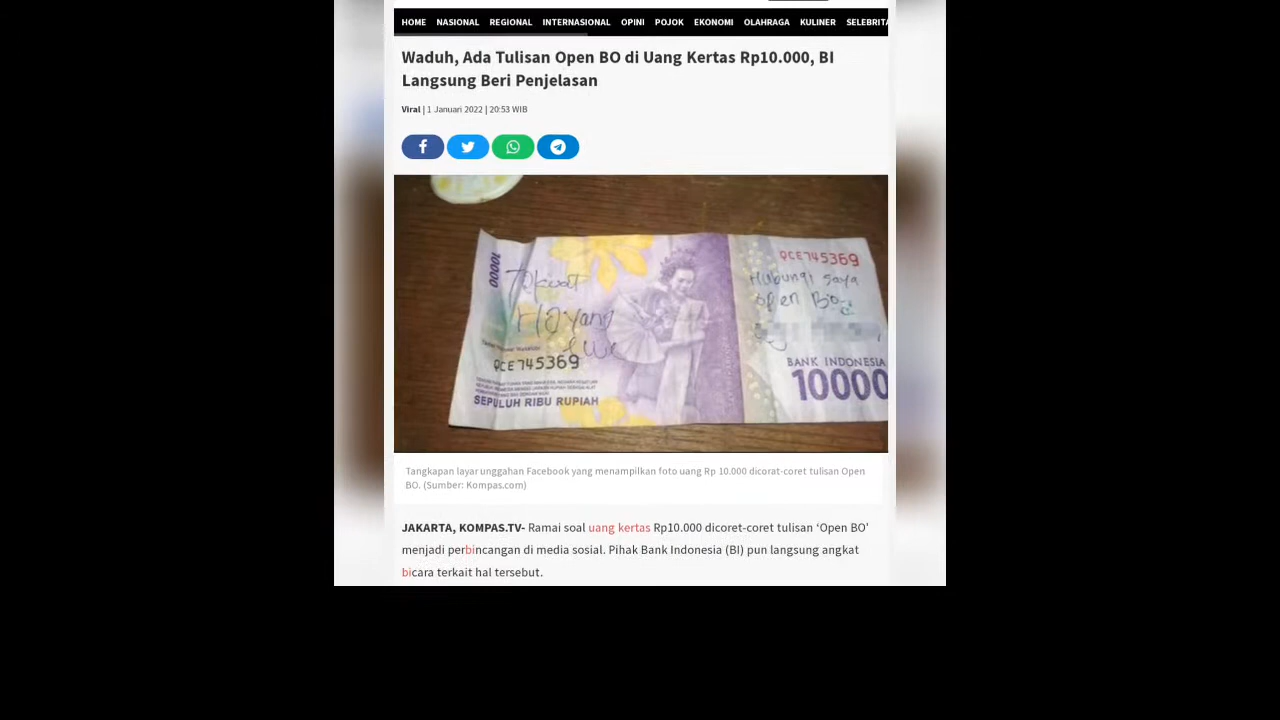 HOME NASIONAL REGIONAL INTERNASIONAL OPINI POJOK EKONOMI OLAHRAGA KULINER SELEBRITA
Waduh, Ada Tulisan Open BO di Uang Kertas Rp10.000, BI
Langsung Beri Penjelasan
Viral | 1 Januari 2022 | 20:53 WIB
10000
QCE745369
Hubungi saya
open Bo
Hayang
QCE745369
SEPULUH RIBU RUPIAH
BANK INDONESIA
10000
Tangkapan layar unggahan Facebook yang menampilkan foto uang Rp 10.000 dicorat-coret tulisan Open
BO. (Sumber: Kompas.com)
JAKARTA, KOMPAS.TV- Ramai soal uang kertas Rp10.000 dicoret-coret tulisan ‘Open BO’
menjadi perbincangan di media sosial. Pihak Bank Indonesia (BI) pun langsung angkat
bicara terkait hal tersebut.